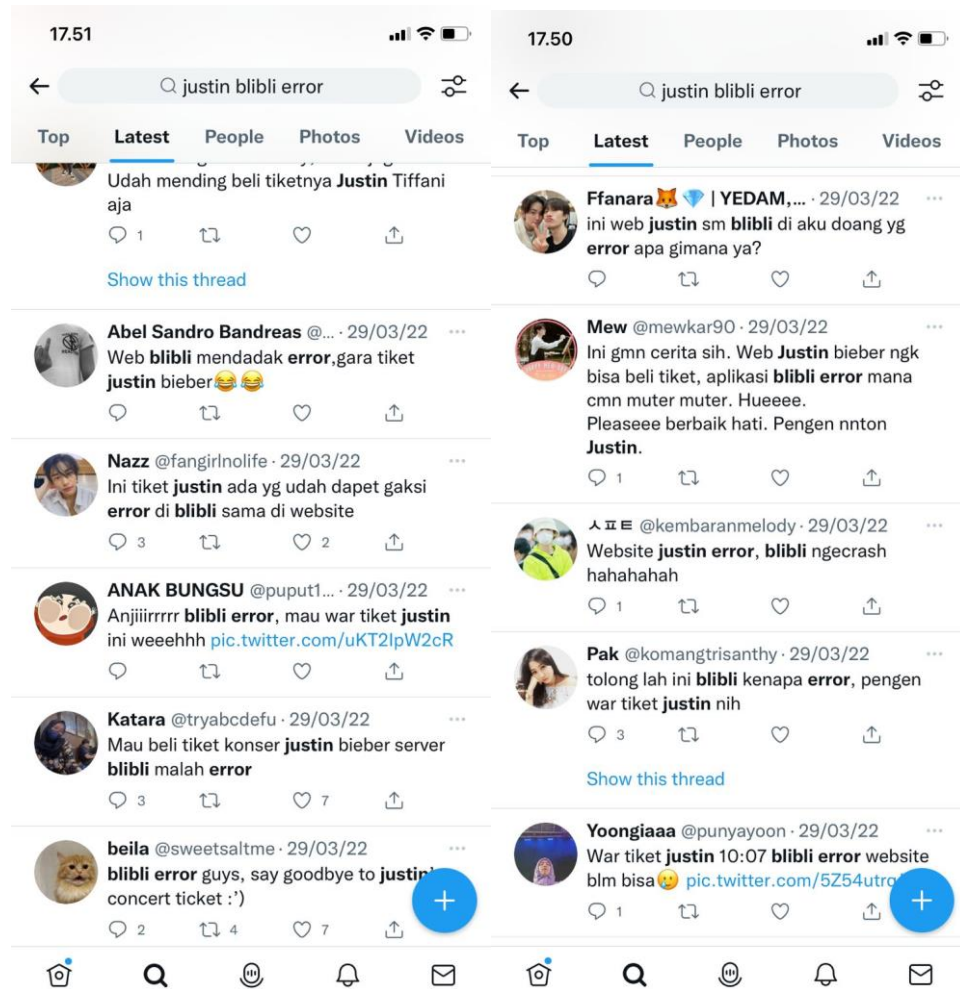 17.51
justin blibli error
Top Latest People Photos Videos
Udah mending beli tiketnya Justin Tiffani
aja
1
Show this thread
Abel Sandro Bandreas @... · 29/03/22
Web blibli mendadak error,gara tiket
justin bieber😂😂
Nazz @fangirlnolife · 29/03/22
Ini tiket justin ada yg udah dapet gaksi
error di blibli sama di website
3 2
ANAK BUNGSU @puput1... · 29/03/22
Anjiiirrrrr blibli error, mau war tiket justin
ini weeehhh pic.twitter.com/uKT2IpW2cR
Katara @tryabcdefu · 29/03/22
Mau beli tiket konser justin bieber server
blibli malah error
3 7
beila @sweetsaltme · 29/03/22
blibli error guys, say goodbye to justin'
concert ticket :')
2 4 7
17.50
justin blibli error
Top Latest People Photos Videos
Ffanara🦊💎 | YEDAM,... · 29/03/22
ini web justin sm blibli di aku doang yg
error apa gimana ya?
Mew @mewkar90 · 29/03/22
Ini gmn cerita sih. Web Justin bieber ngk
bisa beli tiket, aplikasi blibli error mana
cmn muter muter. Hueeee.
Pleaseee berbaik hati. Pengen nnton
Justin.
1
ㅅㅍㅌ @kembaranmelody · 29/03/22
Website justin error, blibli ngecrash
hahahahah
1
Pak @komangtrisanthy · 29/03/22
tolong lah ini blibli kenapa error, pengen
war tiket justin nih
3
Show this thread
Yoongiaaa @punyayoon · 29/03/22
War tiket justin 10:07 blibli error website
blm bisa🥲 pic.twitter.com/5Z54utrq
1